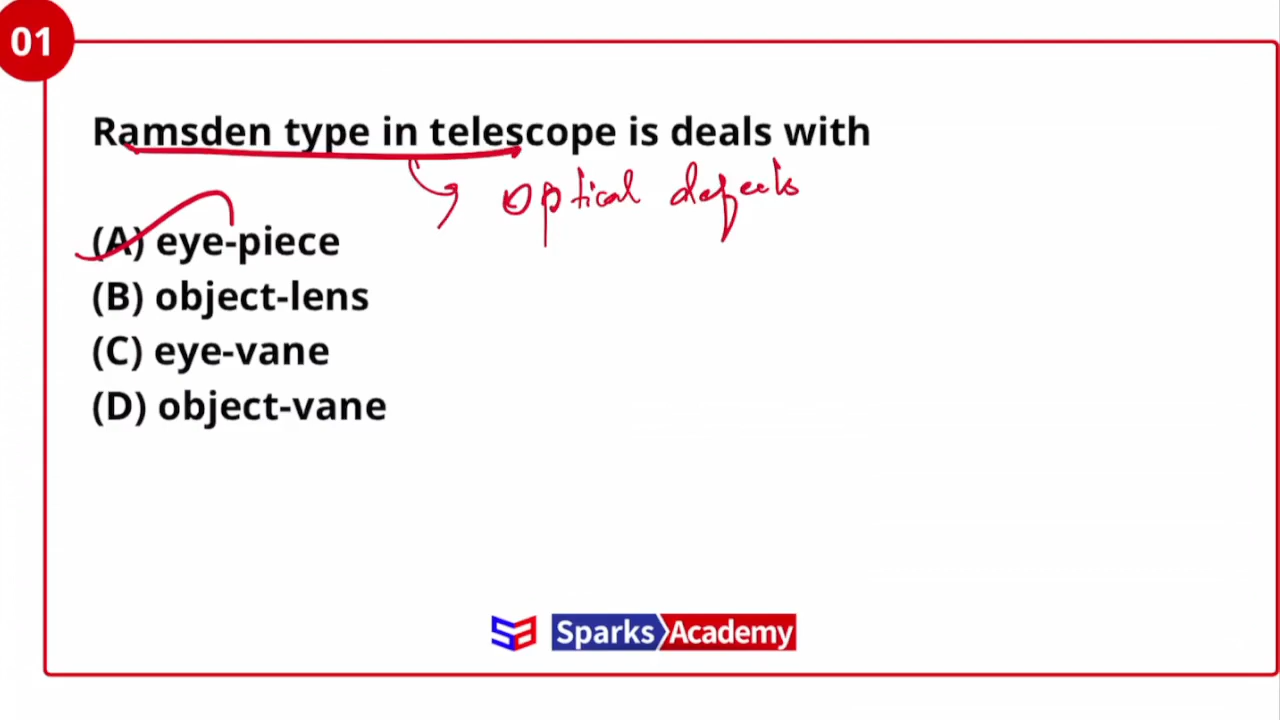 01
Ramsden type in telescope is deals with
optical defects
(A) eye-piece
(B) object-lens
(C) eye-vane
(D) object-vane
Sparks Academy